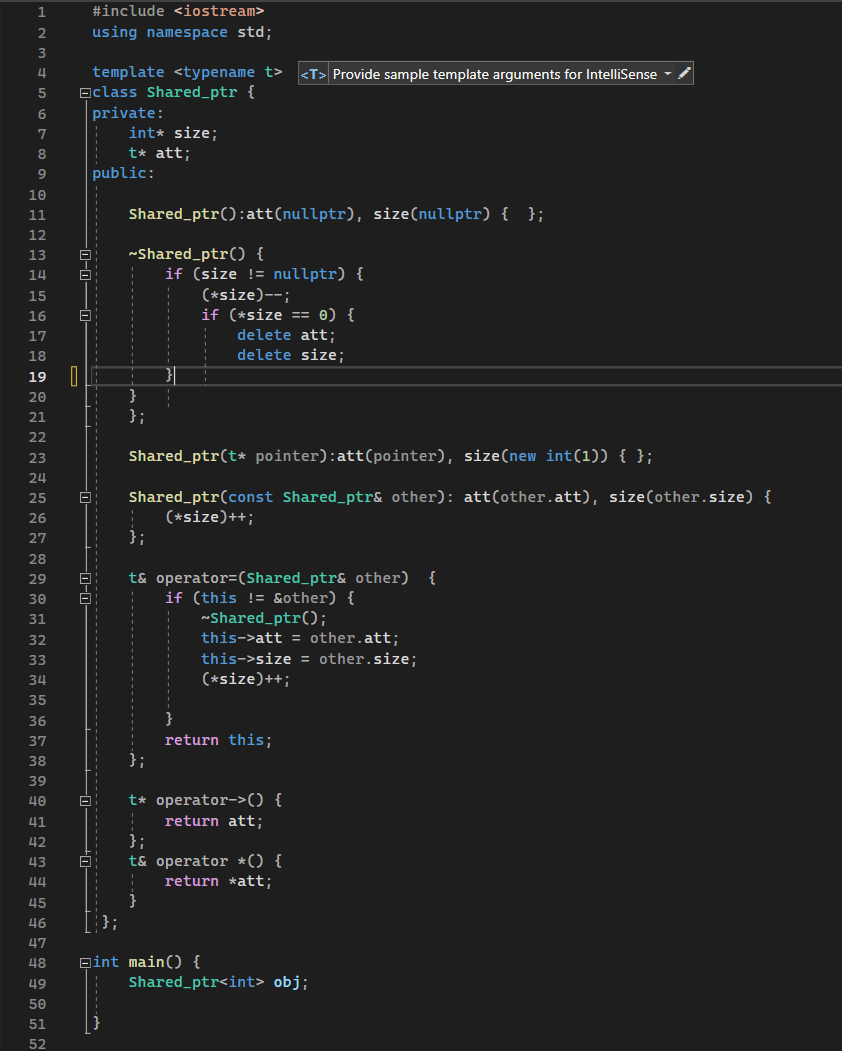 1 #include <iostream>
2 using namespace std;
3
4 template <typename t> <T> Provide sample template arguments for IntelliSense
5 class Shared_ptr {
6 private:
7     int* size;
8     t* att;
9 public:
10
11     Shared_ptr():att(nullptr), size(nullptr) {  };
12
13     ~Shared_ptr() {
14         if (size != nullptr) {
15             (*size)--;
16             if (*size == 0) {
17                 delete att;
18                 delete size;
19         }
20     }
21     };
22
23     Shared_ptr(t* pointer):att(pointer), size(new int(1)) { };
24
25     Shared_ptr(const Shared_ptr& other): att(other.att), size(other.size) {
26         (*size)++;
27     };
28
29     t& operator=(Shared_ptr& other)  {
30         if (this != &other) {
31             ~Shared_ptr();
32             this->att = other.att;
33             this->size = other.size;
34             (*size)++;
35
36         }
37         return this;
38     };
39
40     t* operator->() {
41         return att;
42     };
43     t& operator *() {
44         return *att;
45     }
46  };
47
48 int main() {
49     Shared_ptr<int> obj;
50
51 }
52